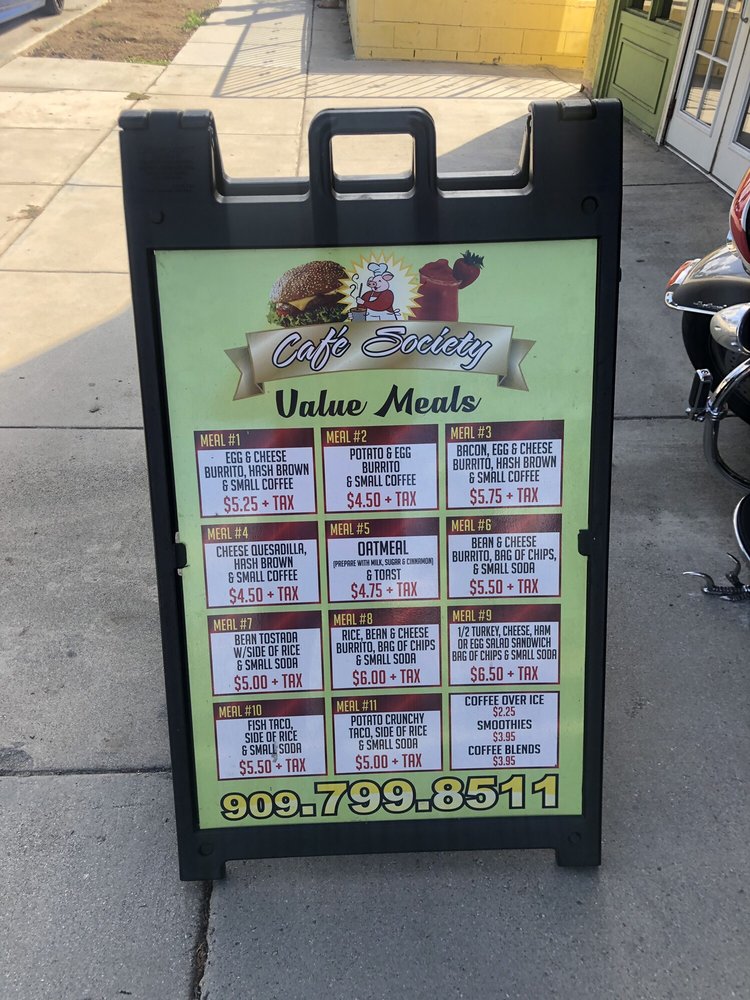 Café Society
Value Meals
MEAL #1
EGG & CHEESE
BURRITO, HASH BROWN
& SMALL COFFEE
$5.25 + TAX
MEAL #2
POTATO & EGG
BURRITO
& SMALL COFFEE
$4.50 + TAX
MEAL #3
BACON, EGG & CHEESE
BURRITO, HASH BROWN
& SMALL COFFEE
$5.75 + TAX
MEAL #4
CHEESE QUESADILLA,
HASH BROWN
& SMALL COFFEE
$4.50 + TAX
MEAL #5
OATMEAL
(PREPARE WITH MILK, SUGAR & CINNAMON)
& TOAST
$4.75 + TAX
MEAL #6
BEAN & CHEESE
BURRITO, BAG OF CHIPS,
& SMALL SODA
$5.50 + TAX
MEAL #7
BEAN TOSTADA
W/SIDE OF RICE
& SMALL SODA
$5.00 + TAX
MEAL #8
RICE, BEAN & CHEESE
BURRITO, BAG OF CHIPS
& SMALL SODA
$6.00 + TAX
MEAL #9
1/2 TURKEY, CHEESE, HAM
OR EGG SALAD SANDWICH
BAG OF CHIPS & SMALL SODA
$6.50 + TAX
MEAL #10
FISH TACO,
SIDE OF RICE
& SMALL SODA
$5.50 + TAX
MEAL #11
POTATO CRUNCHY
TACO, SIDE OF RICE
& SMALL SODA
$5.00 + TAX
COFFEE OVER ICE
$2.25
SMOOTHIES
$3.95
COFFEE BLENDS
$3.95
909.799.8511